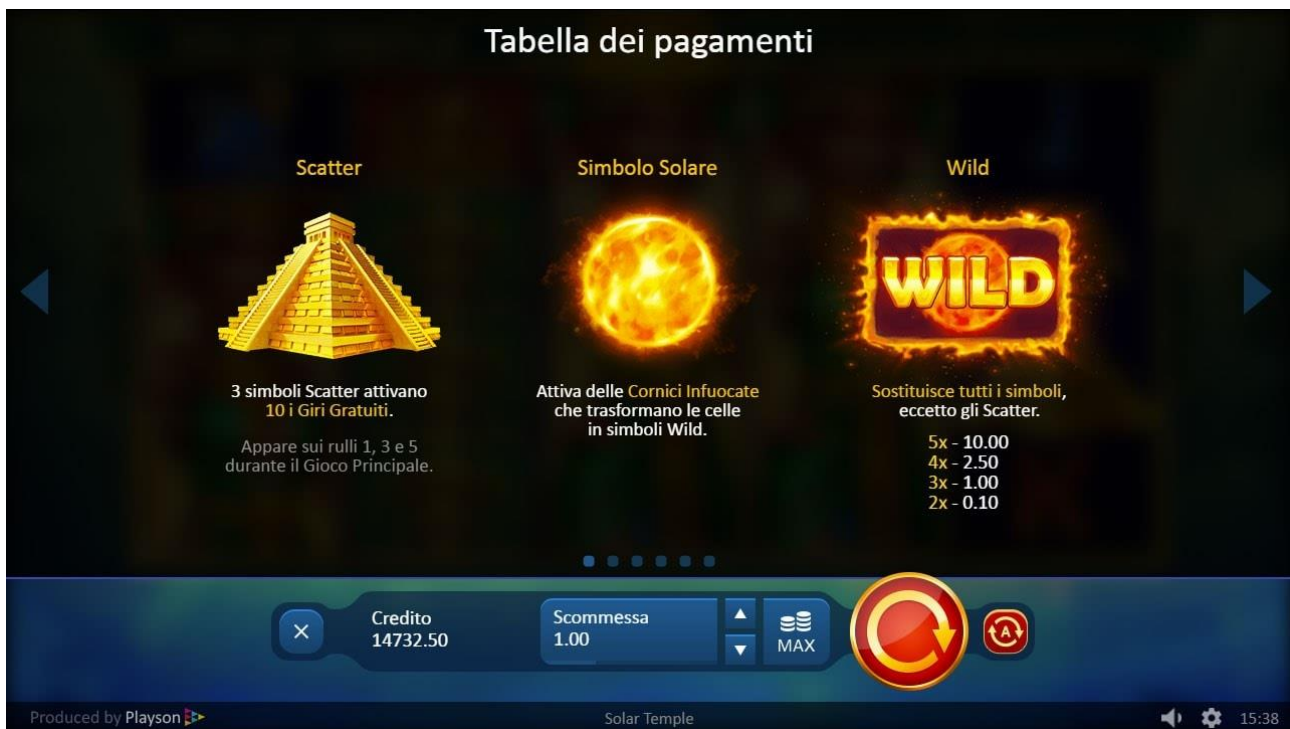 Tabella dei pagamenti
Scatter
3 simboli Scatter attivano
10 i Giri Gratuiti.
Appare sui rulli 1, 3 e 5
durante il Gioco Principale.
Simbolo Solare
Attiva delle Cornici Infuocate
che trasformano le celle
in simboli Wild.
Wild
WILD
Sostituisce tutti i simboli,
eccetto gli Scatter.
5x - 10.00
4x - 2.50
3x - 1.00
2x - 0.10
Credito
14732.50
Scommessa
1.00
MAX
A
Produced by Playson
Solar Temple
15:38